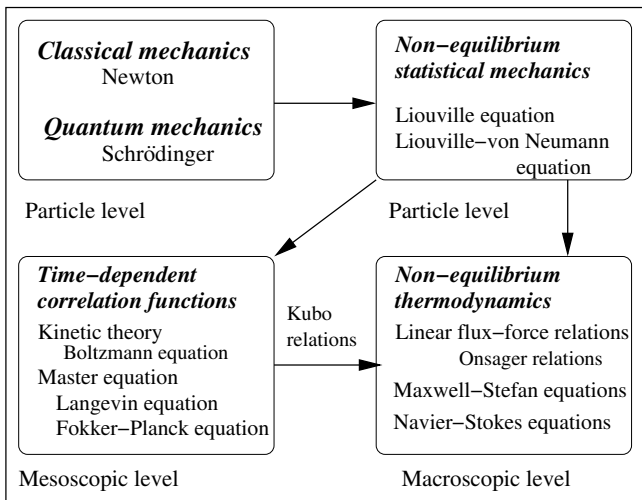 Classical mechanics
Newton
Quantum mechanics
Schrödinger
Particle level
Non−equilibrium
statistical mechanics
Liouville equation
Liouville−von Neumann
equation
Particle level
Time−dependent
correlation functions
Kinetic theory
Boltzmann equation
Master equation
Langevin equation
Fokker−Planck equation
Mesoscopic level
Kubo
relations
Non−equilibrium
thermodynamics
Linear flux−force relations
Onsager relations
Maxwell−Stefan equations
Navier−Stokes equations
Macroscopic level